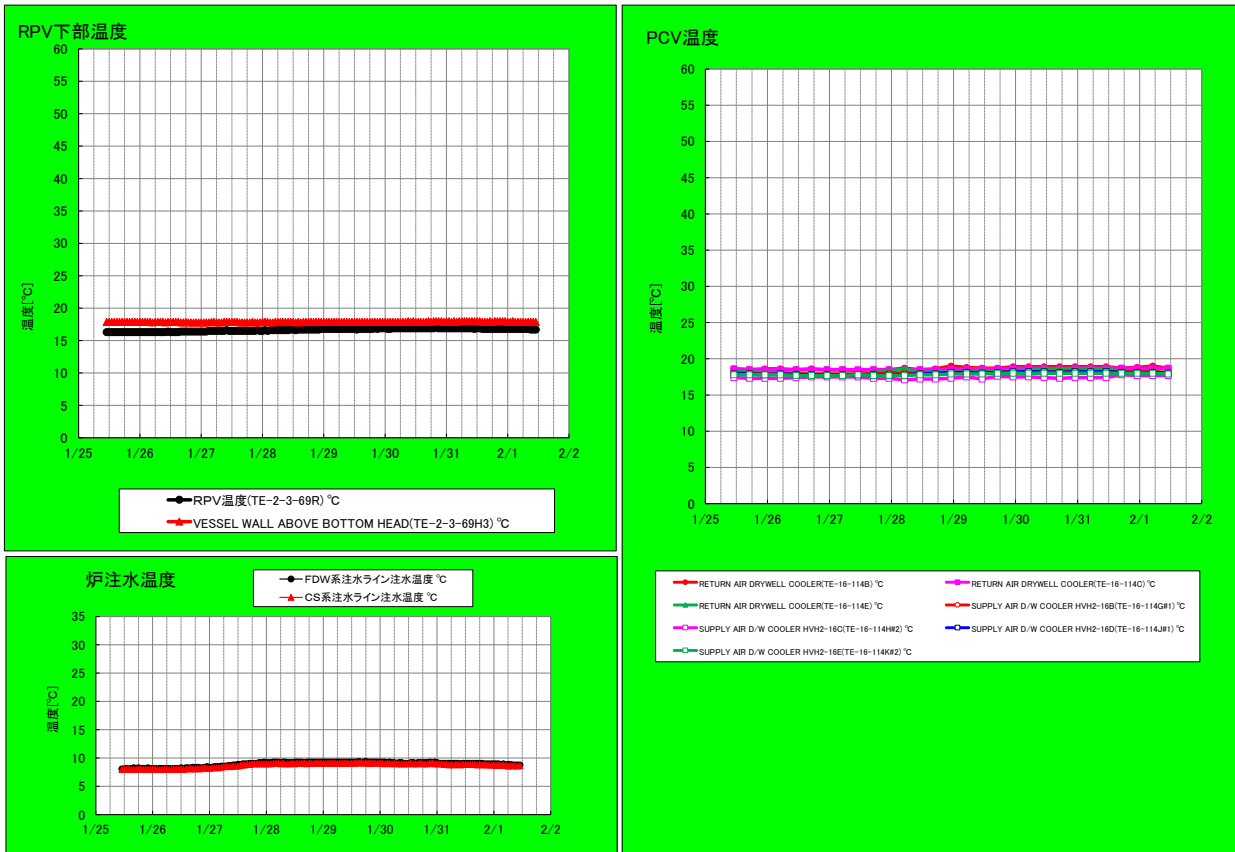 RPV下部温度
60
55
50
45
40
35
30
25
20
15
10
5
0
温度[℃]
1/25 1/26 1/27 1/28 1/29 1/30 1/31 2/1 2/2
RPV温度(TE-2-3-69R) ℃
VESSEL WALL ABOVE BOTTOM HEAD(TE-2-3-69H3) ℃
炉注水温度
FDW系注水ライン注水温度 ℃
CS系注水ライン注水温度 ℃
35
30
25
20
15
10
5
0
温度[℃]
1/25 1/26 1/27 1/28 1/29 1/30 1/31 2/1 2/2
PCV温度
60
55
50
45
40
35
30
25
20
15
10
5
0
温度[℃]
1/25 1/26 1/27 1/28 1/29 1/30 1/31 2/1 2/2
RETURN AIR DRYWELL COOLER(TE-16-114B) ℃
RETURN AIR DRYWELL COOLER(TE-16-114C) ℃
RETURN AIR DRYWELL COOLER(TE-16-114E) ℃
SUPPLY AIR D/W COOLER HVH2-16B(TE-16-114G#1) ℃
SUPPLY AIR D/W COOLER HVH2-16C(TE-16-114H#2) ℃
SUPPLY AIR D/W COOLER HVH2-16D(TE-16-114J#1) ℃
SUPPLY AIR D/W COOLER HVH2-16E(TE-16-114K#2) ℃